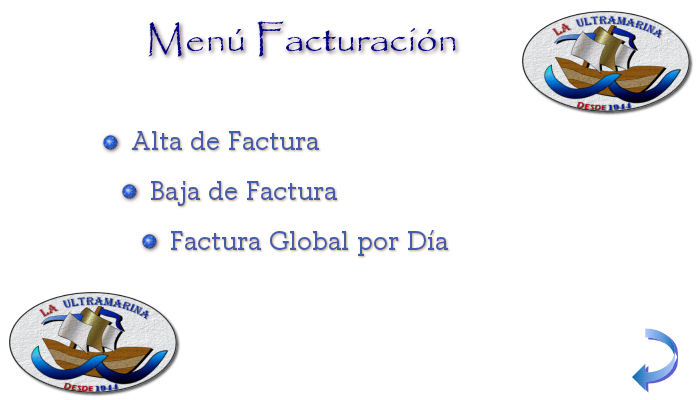 Menú Facturación
LA ULTRAMARINA
DESDE 1944
Alta de Factura
Baja de Factura
Factura Global por Día
LA ULTRAMARINA
DESDE 1944